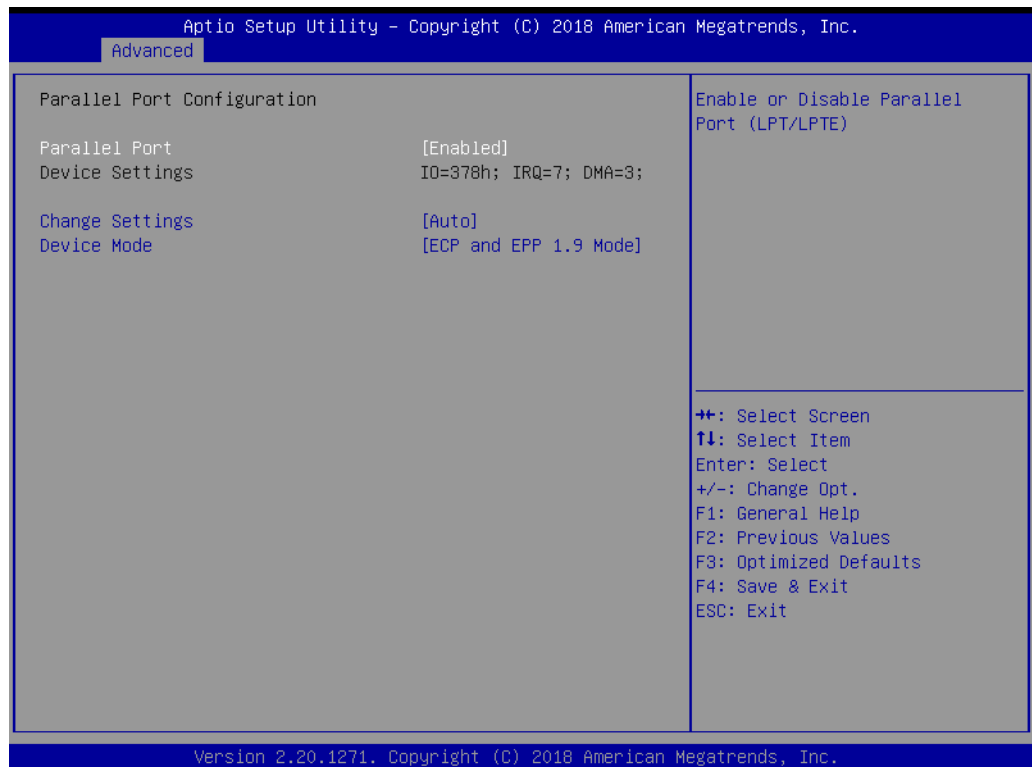 Aptio Setup Utility – Copyright (C) 2018 American Megatrends, Inc.
Advanced
Parallel Port Configuration
Parallel Port [Enabled]
Device Settings IO=378h; IRQ=7; DMA=3;
Change Settings [Auto]
Device Mode [ECP and EPP 1.9 Mode]
Enable or Disable Parallel
Port (LPT/LPTE)
→←: Select Screen
↑↓: Select Item
Enter: Select
+/-: Change Opt.
F1: General Help
F2: Previous Values
F3: Optimized Defaults
F4: Save & Exit
ESC: Exit
Version 2.20.1271. Copyright (C) 2018 American Megatrends, Inc.